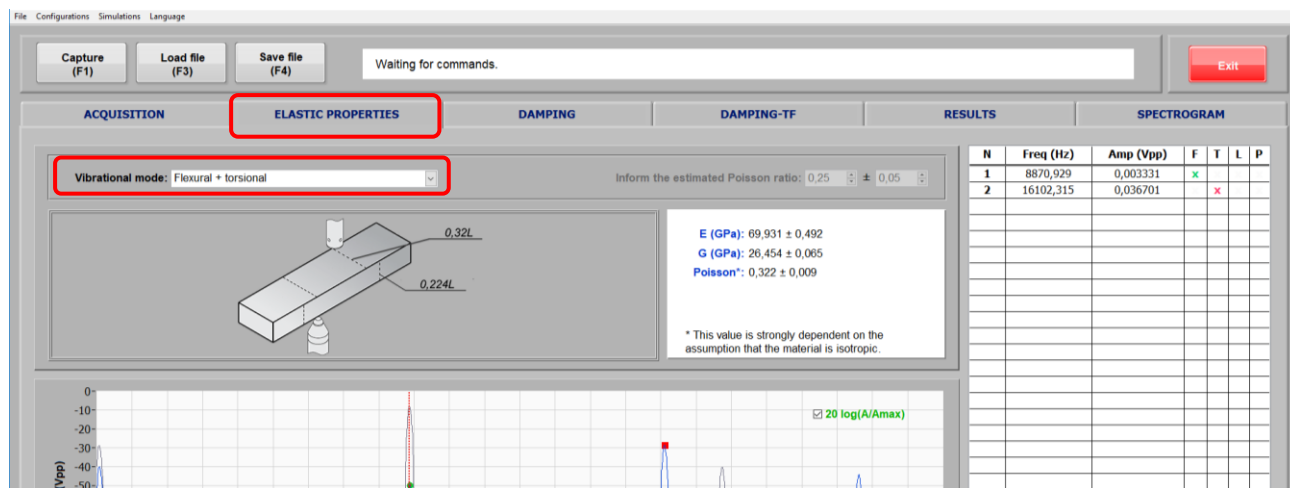 File Configurations Simulations Language
Capture (F1)
Load file (F3)
Save file (F4)
Waiting for commands.
Exit
ACQUISITION ELASTIC PROPERTIES DAMPING DAMPING-TF RESULTS SPECTROGRAM
Vibrational mode: Flexural + torsional
Inform the estimated Poisson ratio: 0,25 ± 0,05
0,32L
0,224L
E (GPa): 69,931 ± 0,492
G (GPa): 26,454 ± 0,065
Poisson*: 0,322 ± 0,009
* This value is strongly dependent on the
assumption that the material is isotropic.
N Freq (Hz) Amp (Vpp) F T L P
1 8870,929 0,003331 x
2 16102,315 0,036701 x
0
-10
-20
-30
-40
-50
(Vpp)
20 log(A/Amax)